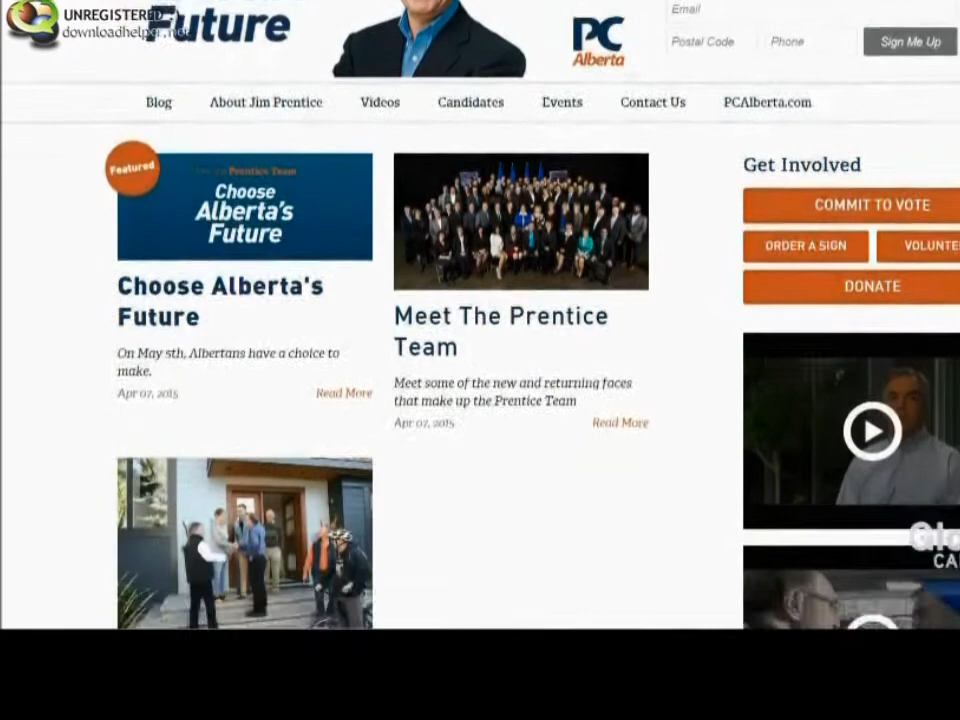 UNREGISTERED :)
downloadhelper.net
Future
PC
Alberta
Email
Postal Code
Phone
Sign Me Up
Blog
About Jim Prentice
Videos
Candidates
Events
Contact Us
PCAlberta.com
Featured
Prentice Team
Choose
Alberta's
Future
Choose Alberta's
Future
On May 5th, Albertans have a choice to
make.
Apr 07, 2015
Read More
Meet The Prentice
Team
Meet some of the new and returning faces
that make up the Prentice Team
Apr 07, 2015
Read More
Get Involved
COMMIT TO VOTE
ORDER A SIGN
VOLUNTE
DONATE
Glo
CA